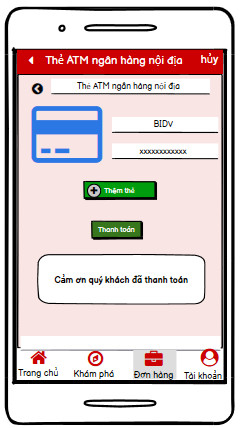 Thẻ ATM ngân hàng nội địa hủy
Thẻ ATM ngân hàng nội địa
BIDV
xxxxxxxxxxxx
Thậm thẻ
Thanh toán
Cảm ơn quý khách đã thanh toán
Trang chủ Khám phá Đơn hàng Tài khoản